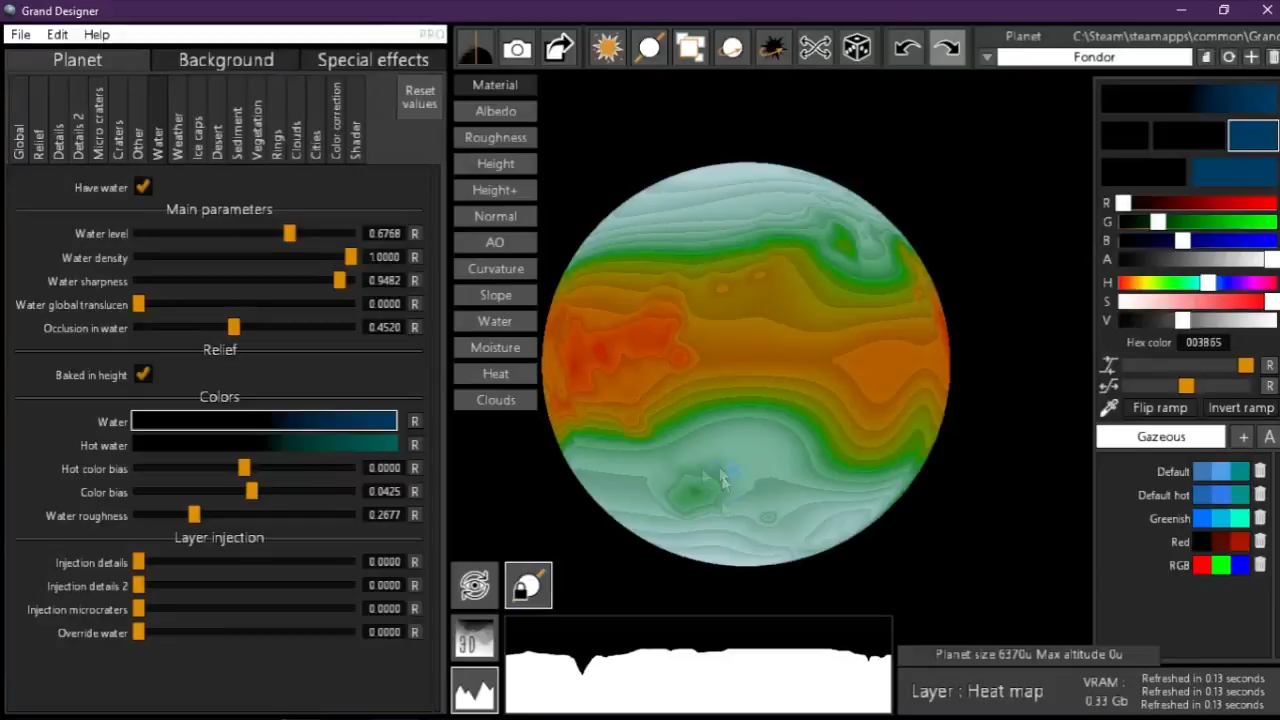 Grand Designer
File Edit Help PRO
Planet Background Special effects
Global
Relief
Details
Details 2
Micro craters
Craters
Other
Water
Weather
Ice caps
Desert
Sediment
Vegetation
Rings
Clouds
Cities
Color correction
Shader
Reset
values
Have water
Main parameters
Water level 0.6768 R
Water density 1.0000 R
Water sharpness 0.9482 R
Water global translucen 0.0000 R
Occlusion in water 0.4520 R
Relief
Baked in height
Colors
Water R
Hot water R
Hot color bias 0.0000 R
Color bias 0.0425 R
Water roughness 0.2677 R
Layer injection
Injection details 0.0000 R
Injection details 2 0.0000 R
Injection microcraters 0.0000 R
Override water 0.0000 R
Material
Albedo
Roughness
Height
Height+
Normal
AO
Curvature
Slope
Water
Moisture
Heat
Clouds
3D
Planet C:\Steam\steamapps\common\Grand
Fondor
R
G
B
A
H
S
V
Hex color 003865
R
R
Flip ramp Invert ramp
Gazeous + A
Default
Default hot
Greenish
Red
RGB
Planet size 6370u Max altitude 0u
Layer : Heat map
VRAM :
0.33 Gb
Refreshed in 0.13 seconds
Refreshed in 0.13 seconds
Refreshed in 0.13 seconds